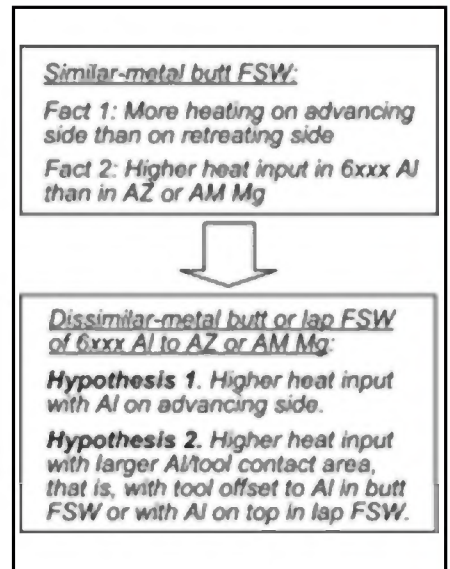 Similar-metal butt FSW:
Fact 1: More heating on advancing
side than on retreating side
Fact 2: Higher heat input in 6xxx Al
than in AZ or AM Mg
Dissimilar-metal butt or lap FSW
of 6xxx Al to AZ or AM Mg:
Hypothesis 1. Higher heat input
with Al on advancing side.
Hypothesis 2. Higher heat input
with larger Al/tool contact area,
that is, with tool offset to Al in butt
FSW or with Al on top in lap FSW.